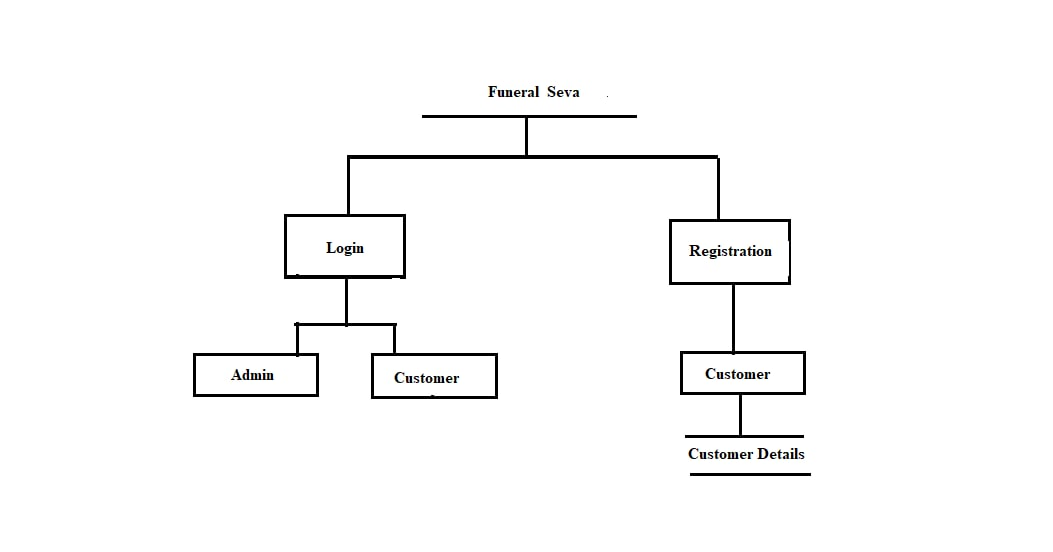 Funeral Seva
Login
Registration
Admin
Customer
Customer
Customer Details